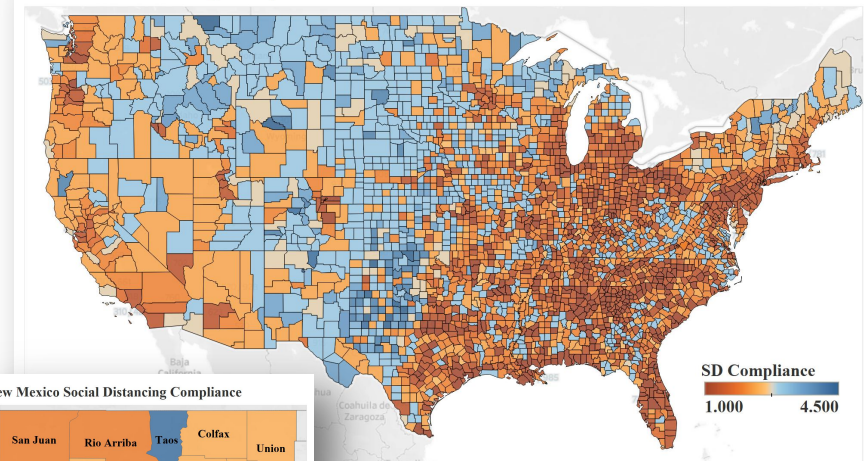 Baja
California
hua
Coahuila de
Zaragoza
SD Compliance
1.000
4.500
ew Mexico Social Distancing Compliance
San Juan
Rio Arriba
Taos
Colfax
Union